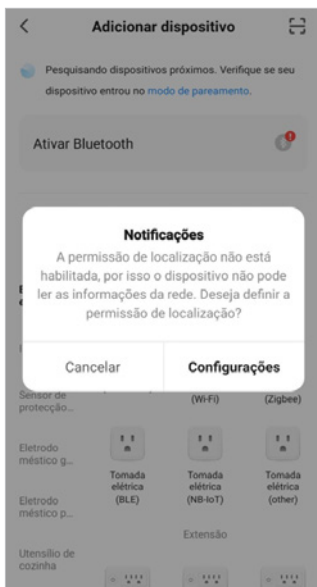 Adicionar dispositivo
Pesquisando dispositivos próximos. Verifique se seu
dispositivo entrou no modo de pareamento.
Ativar Bluetooth
Notificações
A permissão de localização não está
habilitada, por isso o dispositivo não pode
ler as informações da rede. Deseja definir a
permissão de localização?
Cancelar
Configurações
Sensor de
protecção...
(Wi-Fi)
(Zigbee)
Eletrodo
méstico g...
Tomada
elétrica
(BLE)
Tomada
elétrica
(NB-IoT)
Tomada
elétrica
(other)
Eletrodo
méstico p...
Extensão
Utensílio de
cozinha